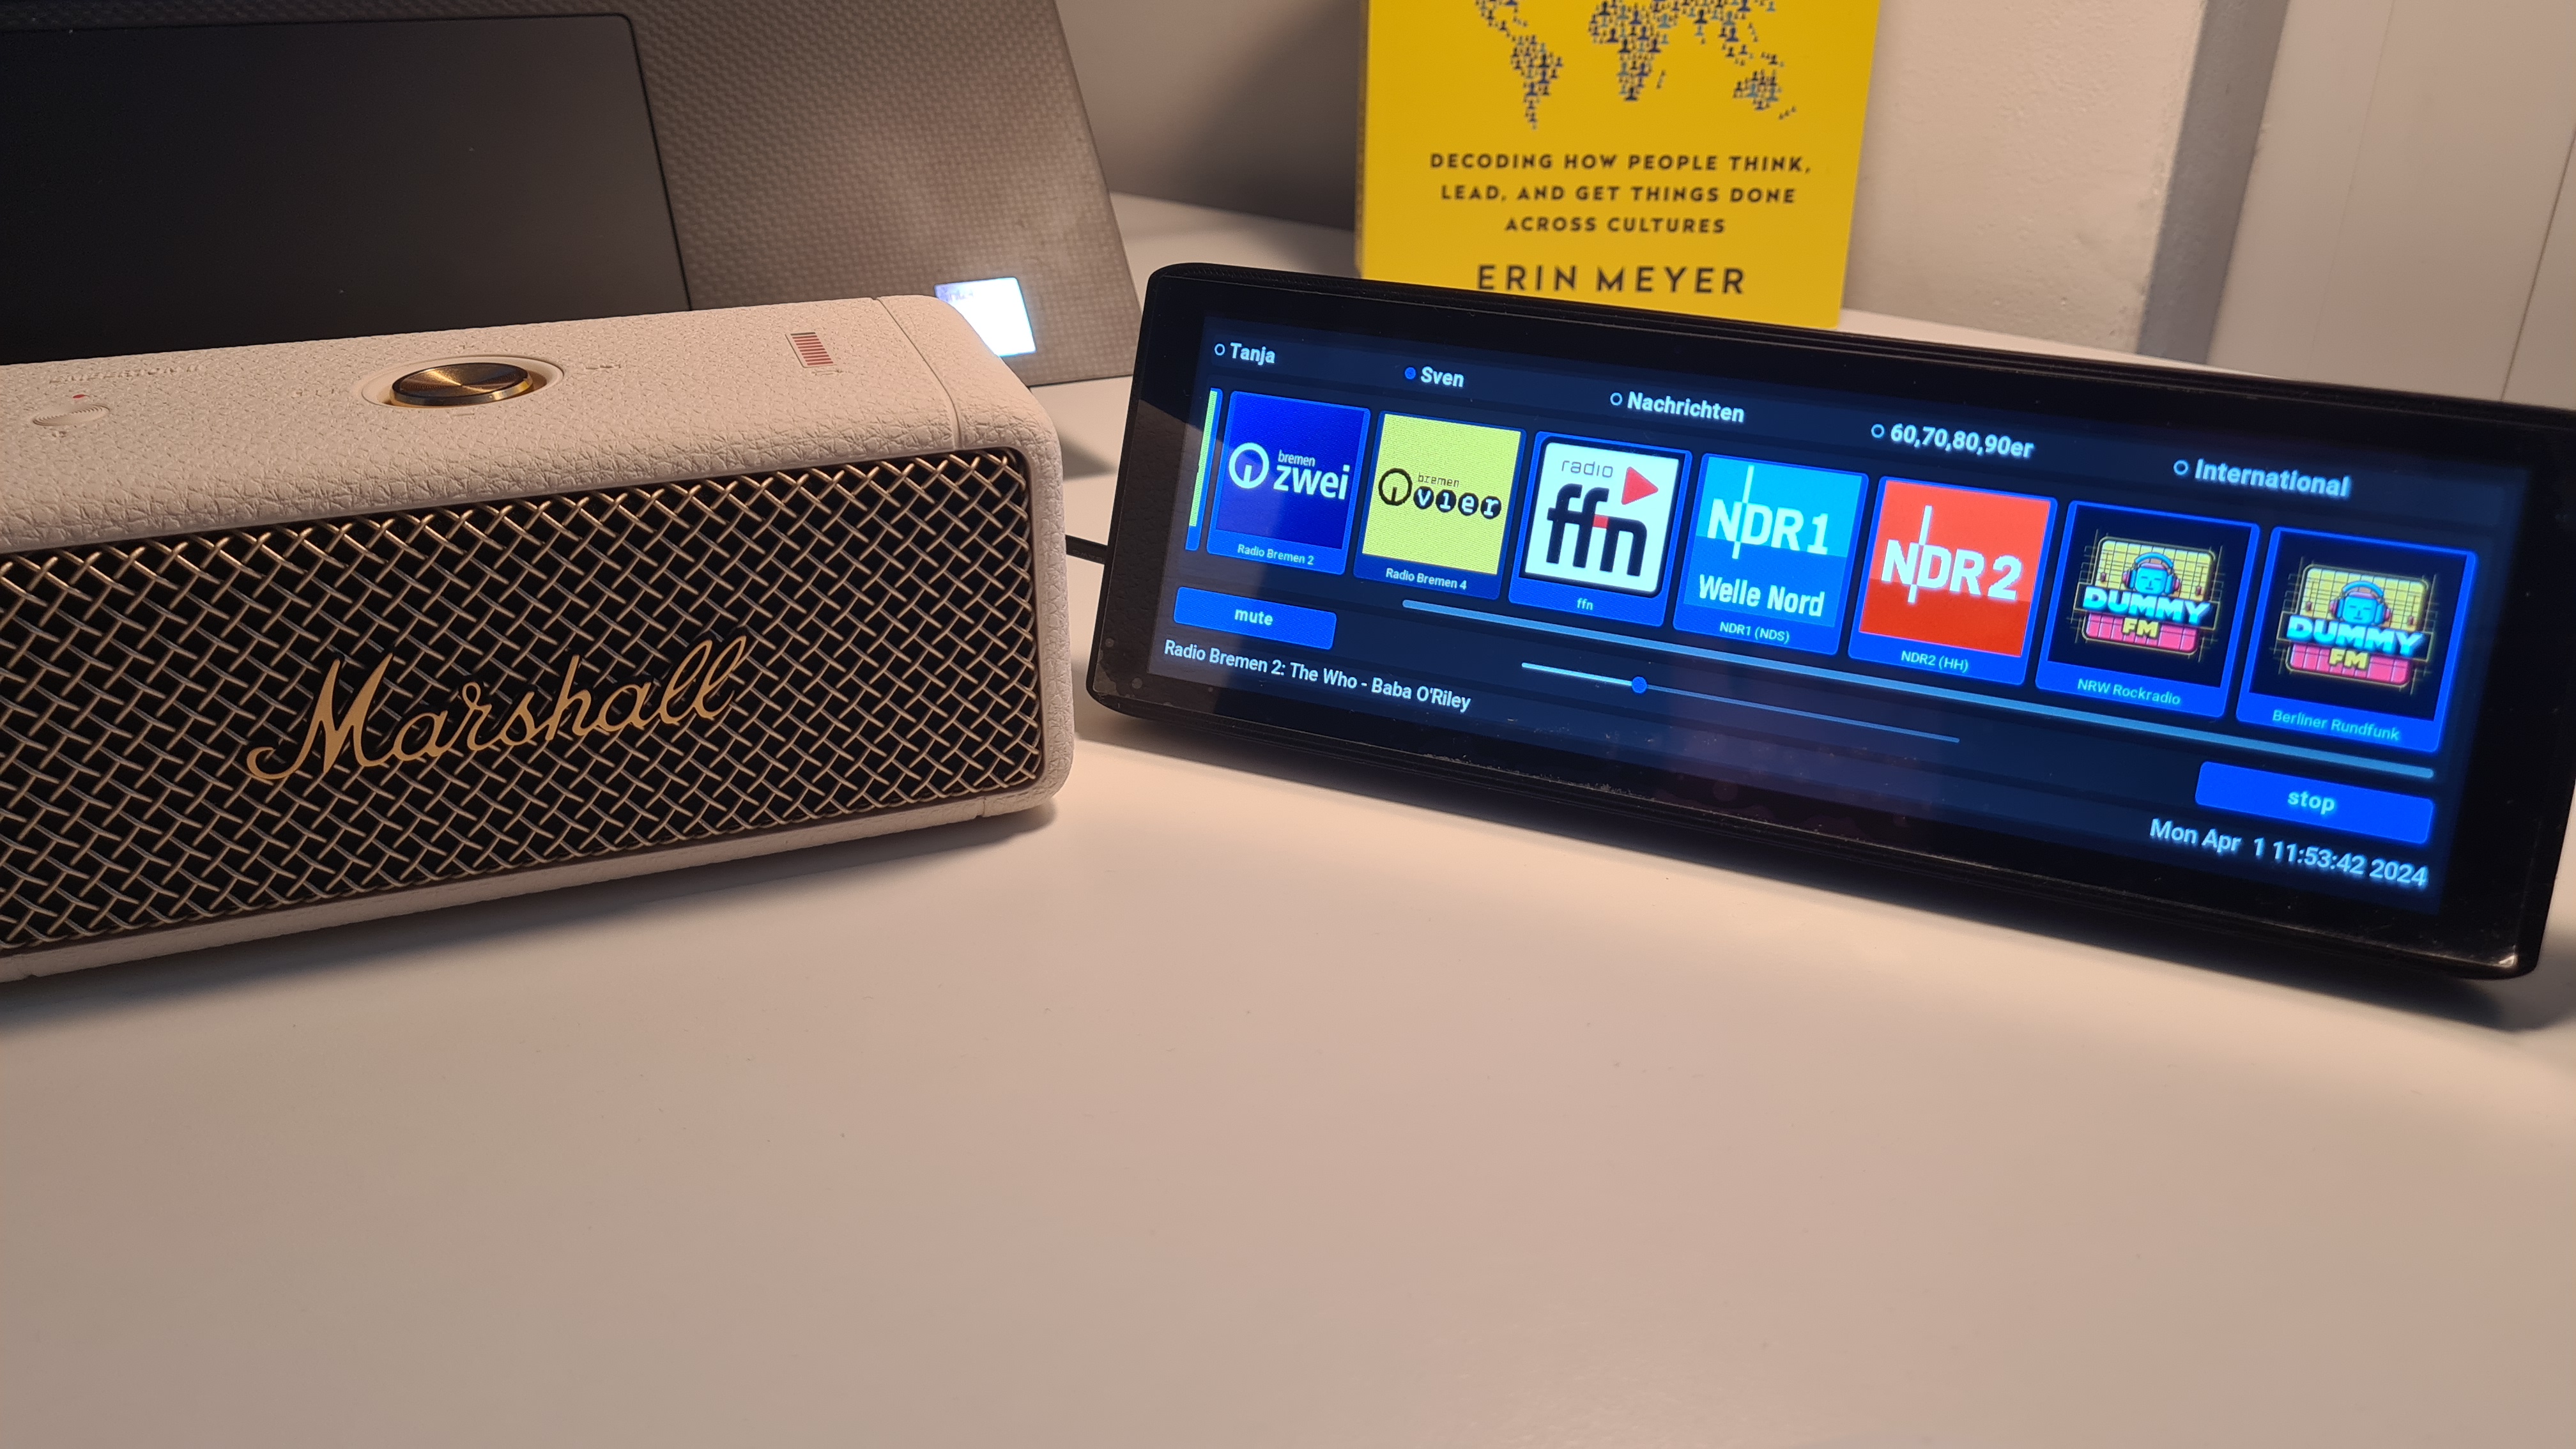 DECODING HOW PEOPLE THINK,
LEAD, AND GET THINGS DONE
ACROSS CULTURES
ERIN MEYER
Marshall
Tanja
Sven
Nachrichten
60,70,80,90er
International
bremen
zwei
Radio Bremen 2
bremen
vier
Radio Bremen 4
radio
ffn
ffn
NDR1
Welle Nord
NDR1 (NDS)
NDR 2
NDR2 (HH)
DUMMY
FM
NRW Rockradio
DUMMY
FM
Berliner Rundfunk
mute
Radio Bremen 2: The Who - Baba O'Riley
stop
Mon Apr 1 11:53:42 2024